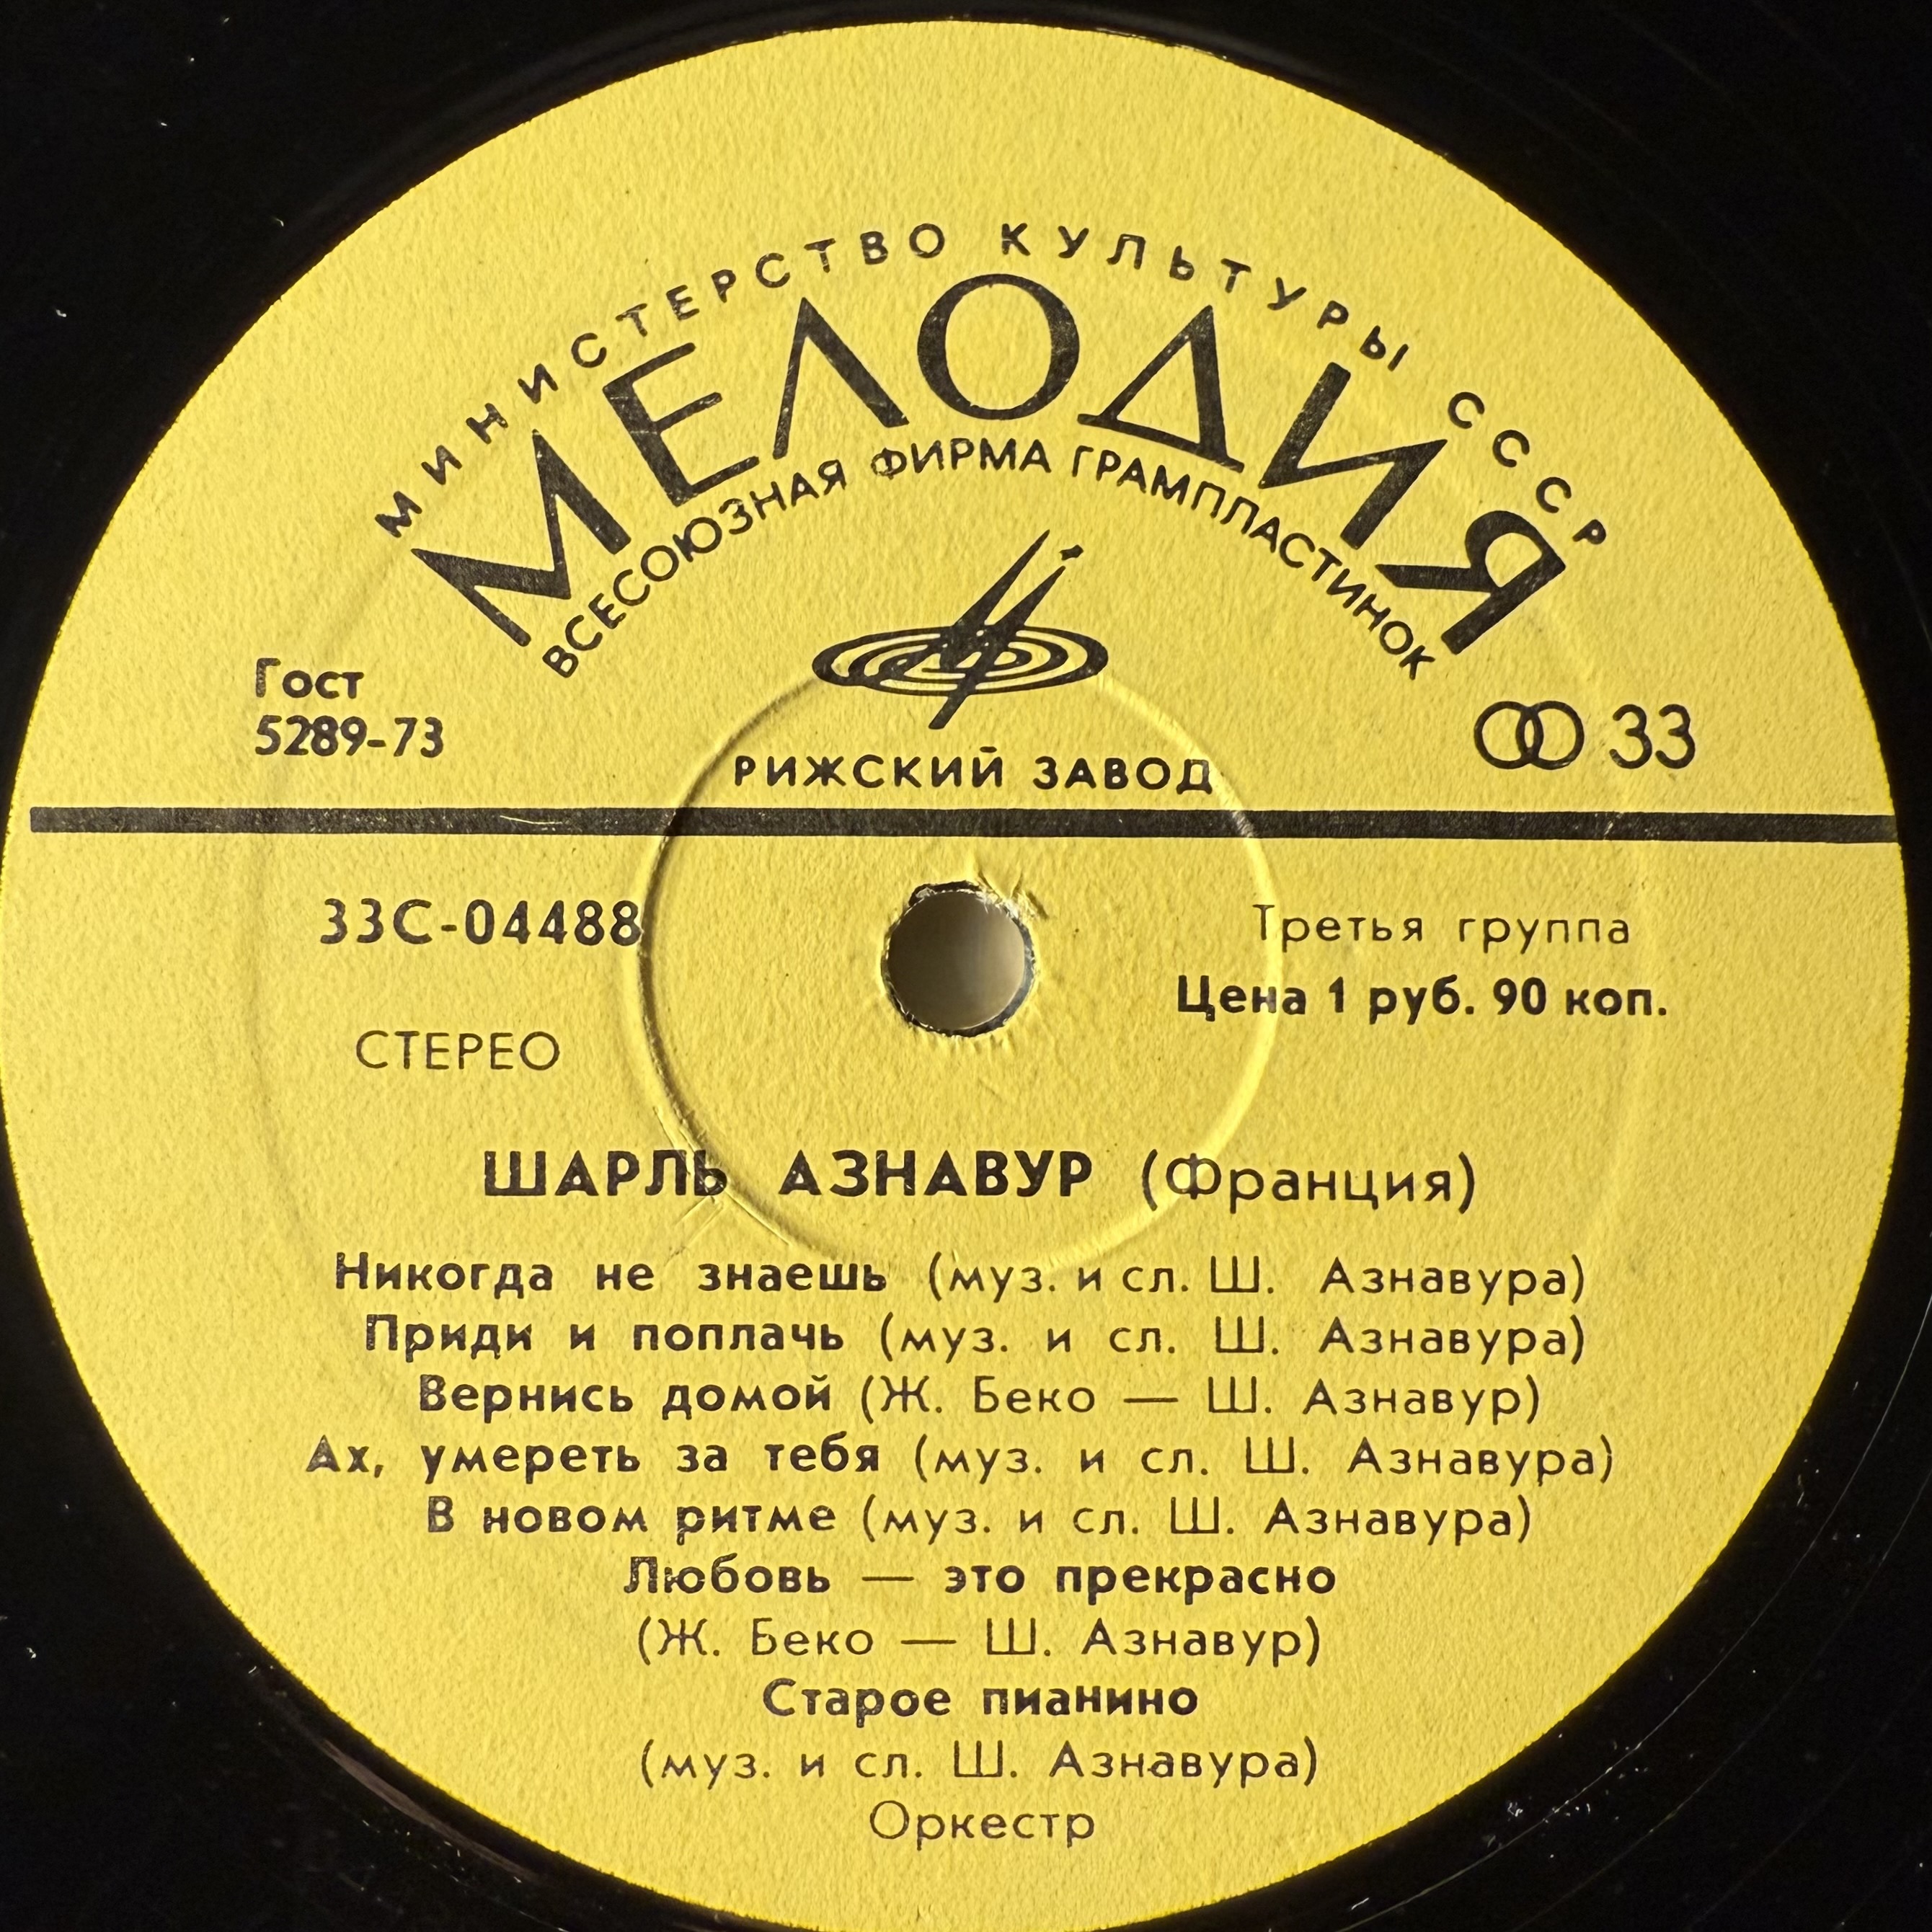 МИНИСТЕРСТВО КУЛЬТУРЫ СССР
МЕЛОДИЯ
ВСЕСОЮЗНАЯ ФИРМА ГРАМПЛАСТИНОК
Гост
5289-73
33
РИЖСКИЙ ЗАВОД
33С-04488
Третья группа
Цена 1 руб. 90 коп.
СТЕРЕО
ШАРЛЬ АЗНАВУР (Франция)
Никогда не знаешь (муз. и сл. Ш. Азнавура)
Приди и поплачь (муз. и сл. Ш. Азнавура)
Вернись домой (Ж. Беко — Ш. Азнавур)
Ах, умереть за тебя (муз. и сл. Ш. Азнавура)
В новом ритме (муз. и сл. Ш. Азнавура)
Любовь — это прекрасно
(Ж. Беко — Ш. Азнавур)
Старое пианино
(муз. и сл. Ш. Азнавура)
Оркестр